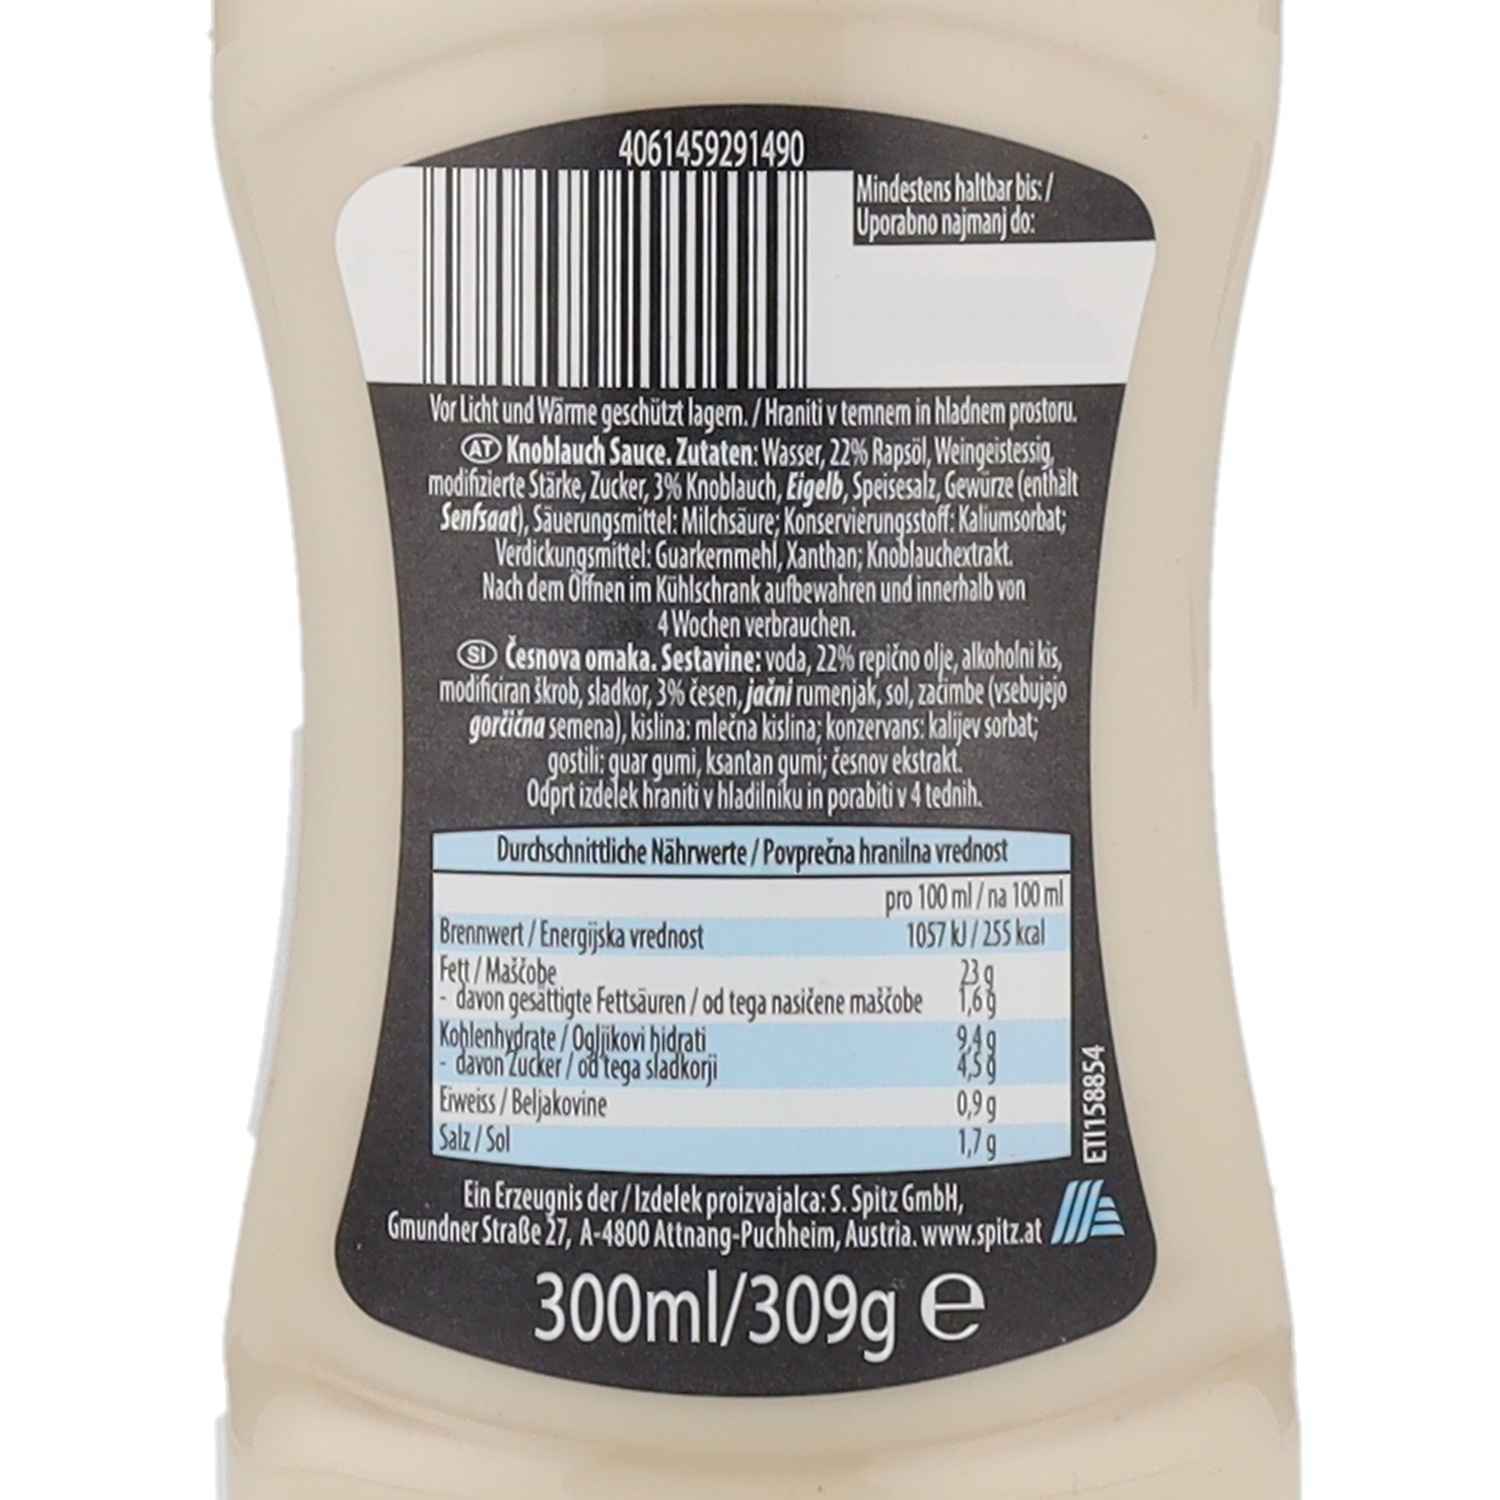 4061459291490
Mindestens haltbar bis: /
Uporabno najmanj do:
Vor Licht und Wärme geschützt lagern. / Hraniti v temnem in hladnem prostoru.
AT Knoblauch Sauce. Zutaten: Wasser, 22% Rapsöl, Weingeistessig,
modifizierte Stärke, Zucker, 3% Knoblauch, Eigelb, Speisesalz, Gewürze (enthält
Senfsaat), Säuerungsmittel: Milchsäure; Konservierungsstoff: Kaliumsorbat;
Verdickungsmittel: Guarkernmehl, Xanthan; Knoblauchextrakt.
Nach dem Öffnen im Kühlschrank aufbewahren und innerhalb von
4 Wochen verbrauchen.
SI Česnova omaka. Sestavine: voda, 22% repično olje, alkoholni kis,
modificiran škrob, sladkor, 3% česen, jačni rumenjak, sol, začimbe (vsebujejo
gorčična semena), kislina: mlečna kislina; konzervans: kalijev sorbat;
gostili: guar gumi, ksantan gumi; česnov ekstrakt.
Odprt izdelek hraniti v hladilniku in porabiti v 4 tednih.
Durchschnittliche Nährwerte / Povprečna hranilna vrednost
pro 100 ml / na 100 ml
Brennwert / Energijska vrednost 1057 kJ / 255 kcal
Fett / Maščobe 23 g
- davon gesättigte Fettsäuren / od tega nasičene maščobe 1,6 g
Kohlenhydrate / Ogljikovi hidrati 9,4 g
- davon Zucker / od tega sladkorji 4,5 g
Eiweiss / Beljakovine 0,9 g
Salz / Sol 1,7 g
ETI158854
Ein Erzeugnis der / Izdelek proizvajalca: S. Spitz GmbH,
Gmundner Straße 27, A-4800 Attnang-Puchheim, Austria. www.spitz.at
300ml/309g e